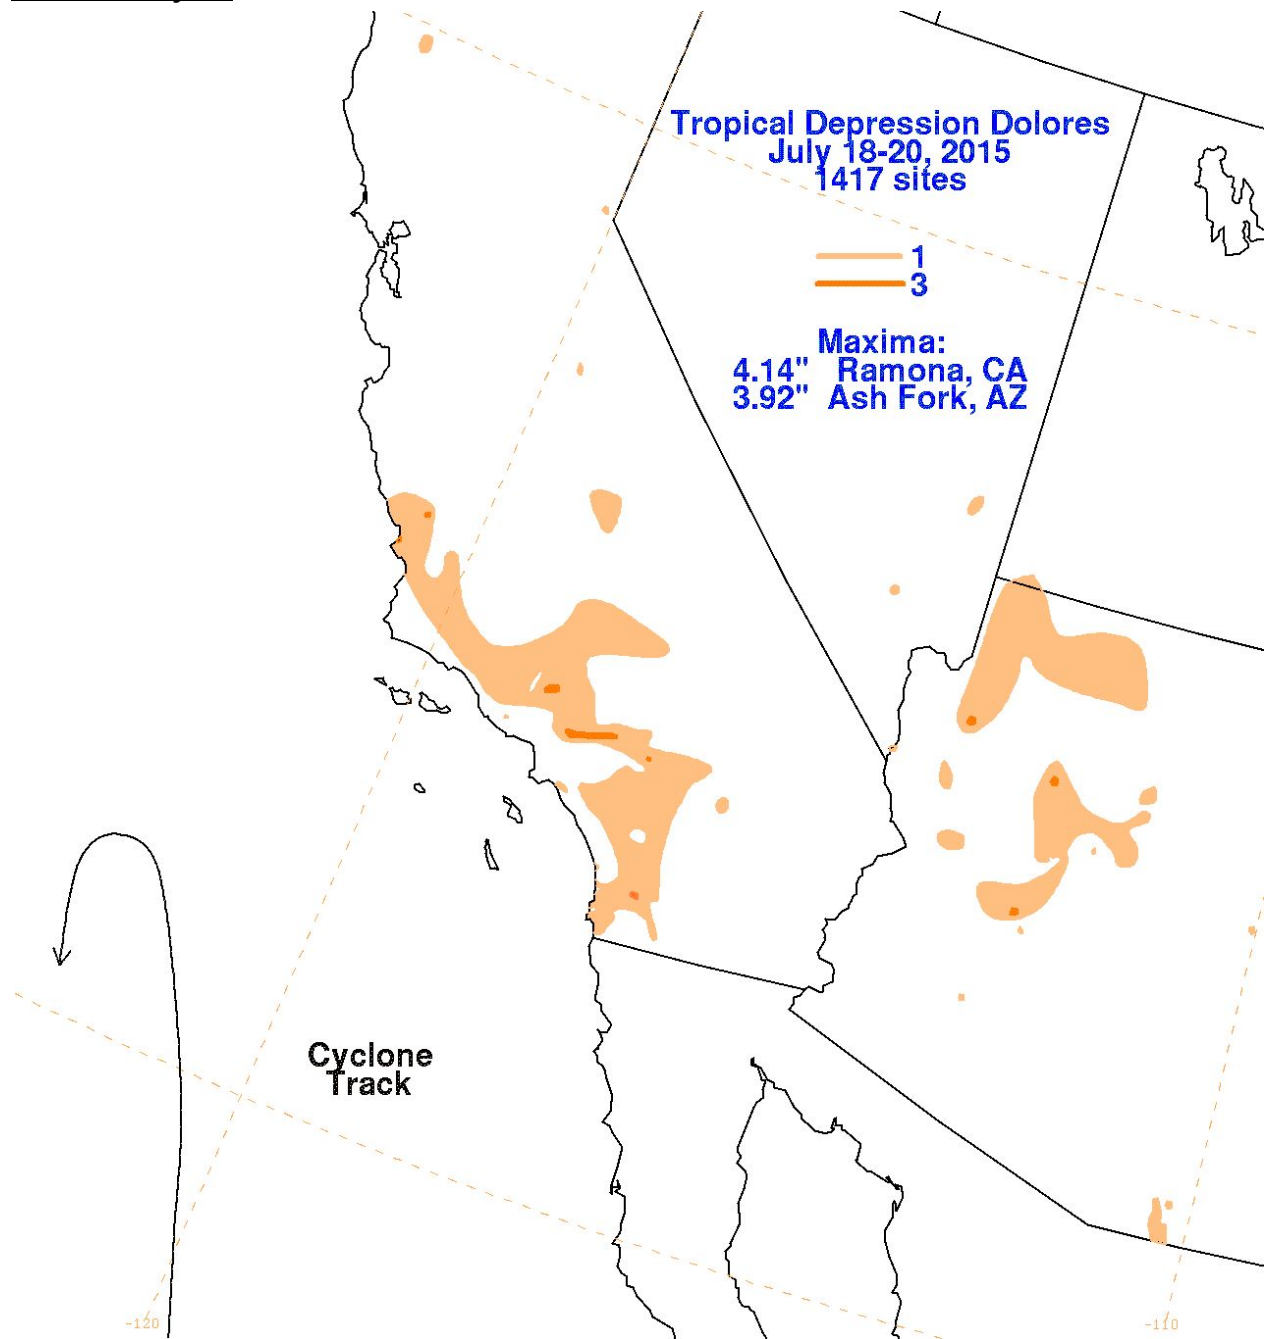 Tropical Depression Dolores
July 18-20, 2015
1417 sites
1
3
Maxima:
4.14" Ramona, CA
3.92" Ash Fork, AZ
Cyclone
Track
-120
-110